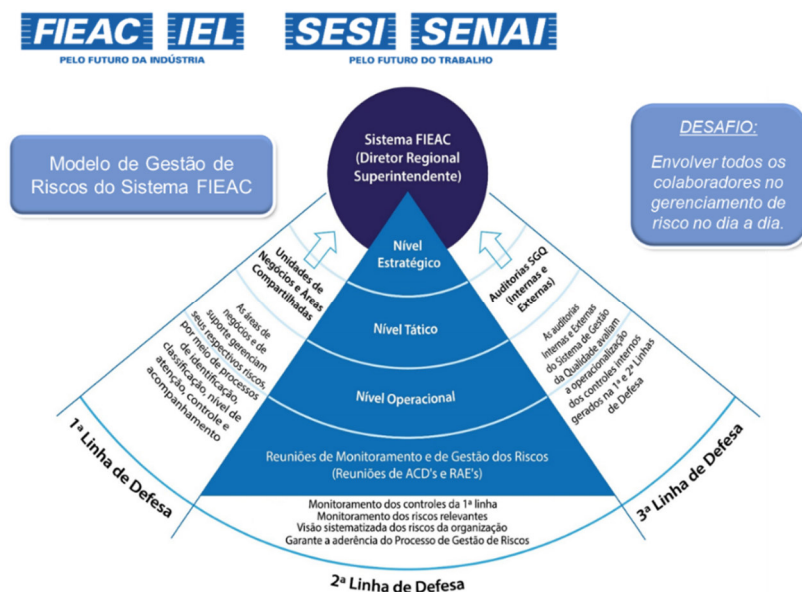 FIEAC IEL
PELO FUTURO DA INDÚSTRIA
SESI SENAI
PELO FUTURO DO TRABALHO
Modelo de Gestão de
Riscos do Sistema FIEAC
Sistema FIEAC
(Diretor Regional
Superintendente)
DESAFIO:
Envolver todos os
colaboradores no
gerenciamento de
risco no dia a dia.
Nível
Estratégico
Nível Tático
Nível Operacional
Reuniões de Monitoramento e de Gestão dos Riscos
(Reuniões de ACD's e RAE's)
Unidades de
Negócios e Áreas
Compartilhadas
As áreas de
negócios e de
suporte gerenciam
seus respectivos riscos,
por meio de processos
de identificação,
classificação, nível de
atenção, controle e
acompanhamento
1ª Linha de Defesa
Auditorias SGQ
(Internas e
Externas)
As auditorias
Internas e Externas
do Sistema de Gestão
da Qualidade avaliam
a operacionalização
dos controles internos
gerados na 1ª e 2ª Linhas
de Defesa
3ª Linha de Defesa
Monitoramento dos controles da 1ª linha
Monitoramento dos riscos relevantes
Visão sistematizada dos riscos da organização
Garante a aderência do Processo de Gestão de Riscos
2ª Linha de Defesa